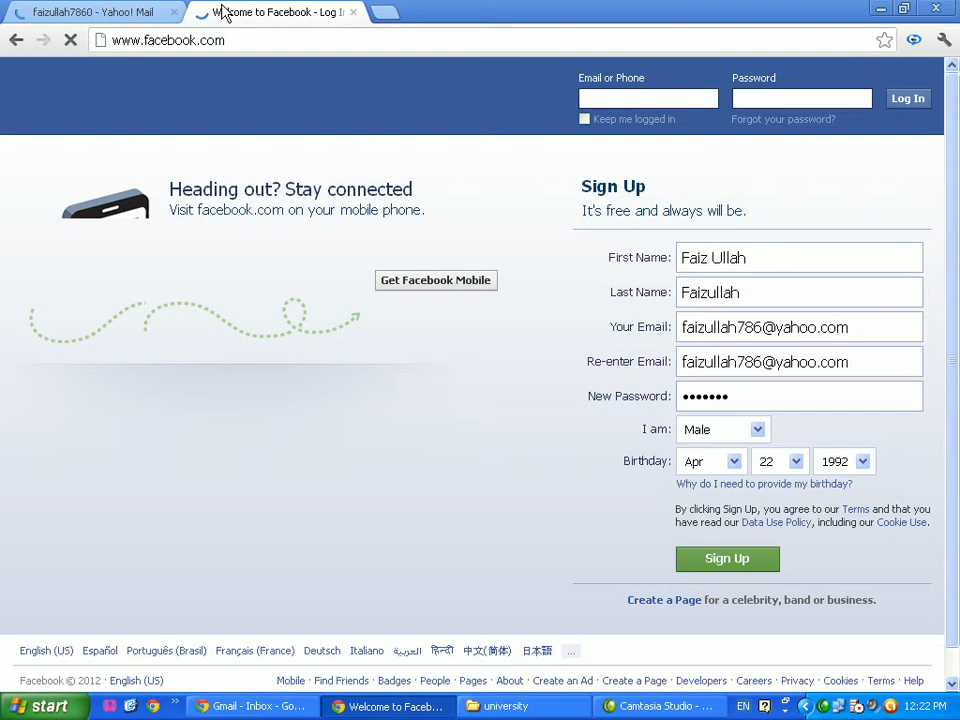 faizullah7860 - Yahoo! Mail
Welcome to Facebook - Log In
www.facebook.com
Email or Phone
Password
Log In
Keep me logged in
Forgot your password?
Heading out? Stay connected
Visit facebook.com on your mobile phone.
Get Facebook Mobile
Sign Up
It's free and always will be.
First Name: Faiz Ullah
Last Name: Faizullah
Your Email: faizullah786@yahoo.com
Re-enter Email: faizullah786@yahoo.com
New Password: •••••••
I am: Male
Birthday: Apr 22 1992
Why do I need to provide my birthday?
By clicking Sign Up, you agree to our Terms and that you
have read our Data Use Policy, including our Cookie Use.
Sign Up
Create a Page for a celebrity, band or business.
English (US) Español Português (Brasil) Français (France) Deutsch Italiano العربية हिन्दी 中文(简体) 日本語 ...
Facebook © 2012 · English (US)
Mobile · Find Friends · Badges · People · Pages · About · Create an Ad · Create a Page · Developers · Careers · Privacy · Cookies · Terms · Help
start
Gmail - Inbox - Go...
Welcome to Faceb...
university
Camtasia Studio - ...
EN
12:22 PM